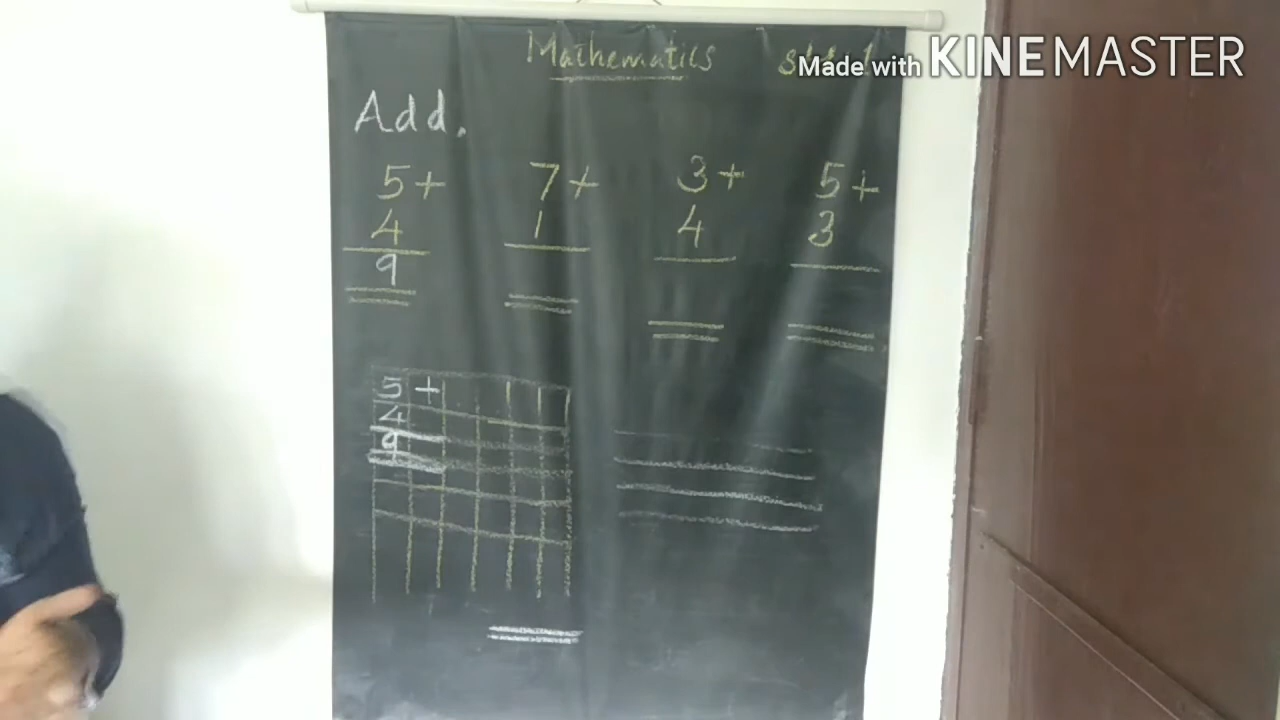 Mathematics
Made with KINEMASTER
Add.
5+ 7+ 3+ 5+
4 1 4 3
9
5 +
4
9